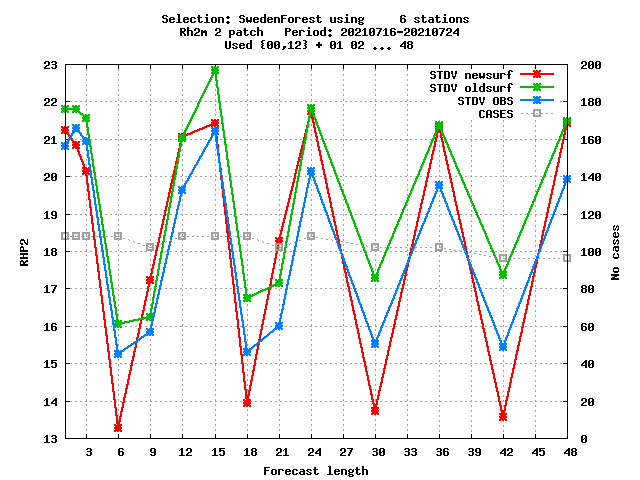 Selection: SwedenForest using     6 stations
Rh2m 2 patch   Period: 20210716-20210724
Used {00,12} + 01 02 ... 48
STDV newsurf
STDV oldsurf
STDV OBS
CASES
23
22
21
20
19
18
17
16
15
14
13
200
180
160
140
120
100
80
60
40
20
0
RHP2
No cases
3 6 9 12 15 18 21 24 27 30 33 36 39 42 45 48
Forecast length